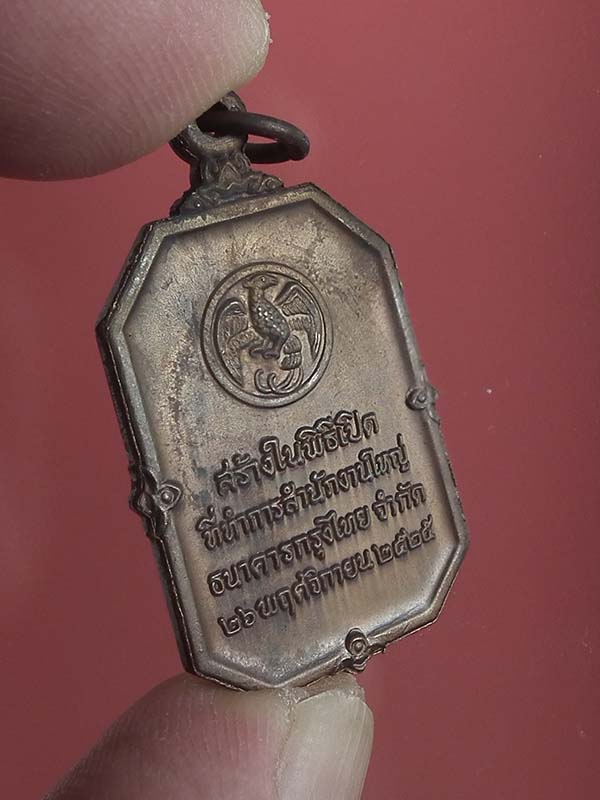 สร้างในพิธีเปิด
ที่ทำการสำนักงานใหญ่
ธนาคารกรุงไทย จำกัด
๒๖ พฤศจิกายน ๒๕๒๕